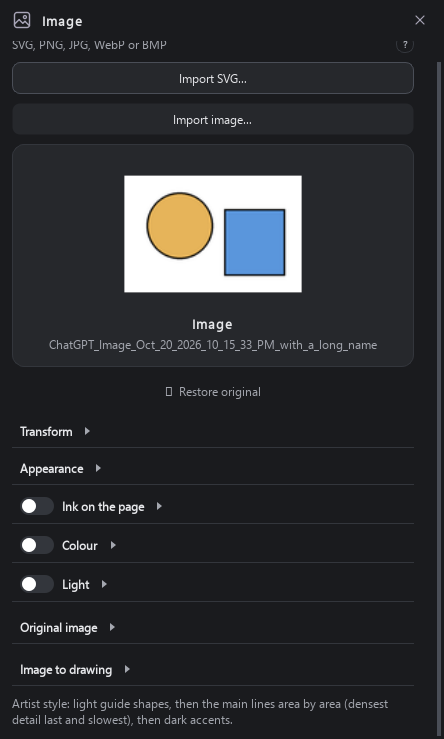 Image
SVG, PNG, JPG, WebP or BMP
?
Import SVG...
Import image...
Image
ChatGPT_Image_Oct_20_2026_10_15_33_PM_with_a_long_name
Restore original
Transform
Appearance
Ink on the page
Colour
Light
Original image
Image to drawing
Artist style: light guide shapes, then the main lines area by area (densest
detail last and slowest), then dark accents.